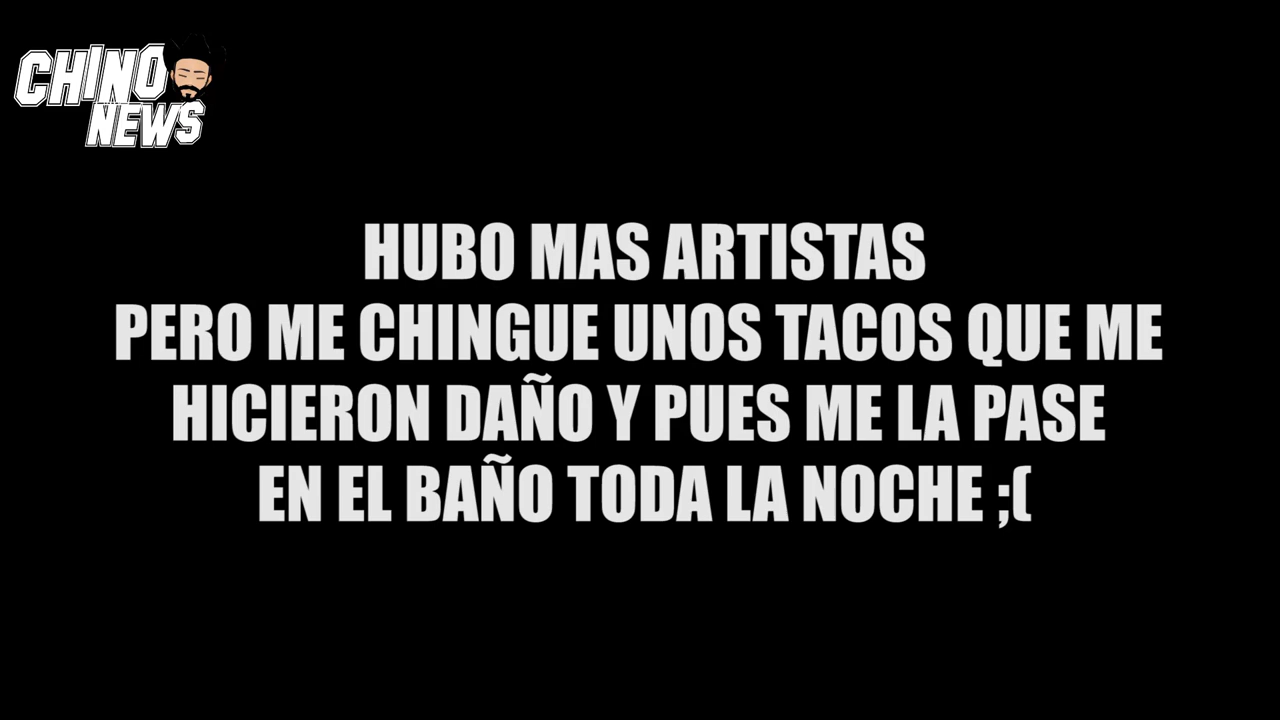 CHINO
NEWS
HUBO MAS ARTISTAS
PERO ME CHINGUE UNOS TACOS QUE ME
HICIERON DAÑO Y PUES ME LA PASE
EN EL BAÑO TODA LA NOCHE ;(